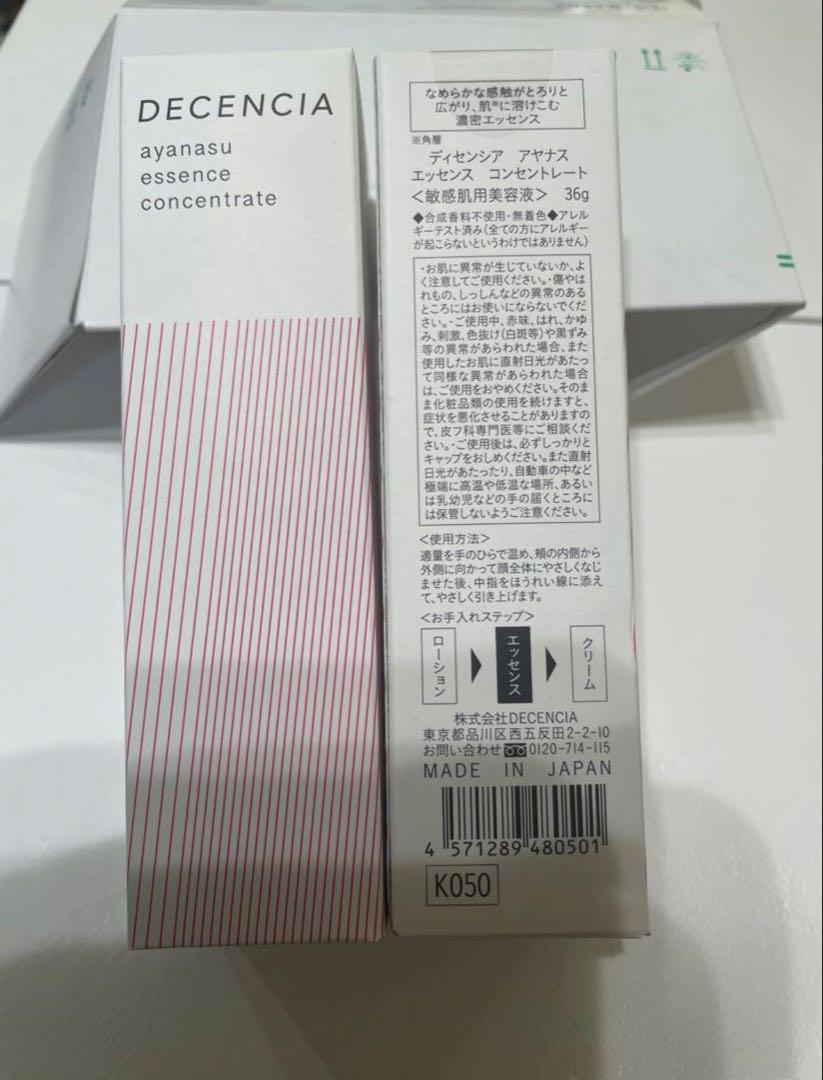 DECENCIA
ayanasu
essence
concentrate
なめらかな感触がとろりと
広がり、肌※に溶けこむ
濃密エッセンス
※角層
ディセンシア アヤナス
エッセンス コンセントレート
＜敏感肌用美容液＞ 36g
◆合成香料不使用・無着色◆アレル
ギーテスト済み(全ての方にアレルギー
が起こらないというわけではありません)
・お肌に異常が生じていないか、よ
く注意してご使用ください。・傷やは
れもの、しっしんなどの異常のある
ところにはお使いにならないでくだ
さい。・ご使用中、赤味、はれ、かゆ
み、刺激、色抜け(白斑等)や黒ずみ
等の異常があらわれた場合、また
使用したお肌に直射日光があたっ
て同様な異常があらわれた場合
は、ご使用をおやめください。そのま
ま化粧品類の使用を続けますと、
症状を悪化させることがありますの
で、皮フ科専門医等にご相談くだ
さい。・ご使用後は、必ずしっかりと
キャップをおしめください。また直射
日光があたったり、自動車の中など
極端に高温や低温な場所、あるい
は乳幼児などの手の届くところに
は保管しないようご注意ください。
＜使用方法＞
適量を手のひらで温め、頬の内側から
外側に向かって顔全体にやさしくなじ
ませた後、中指をほうれい線に添え
て、やさしく引き上げます。
＜お手入れステップ＞
ローション
エッセンス
クリーム
株式会社DECENCIA
東京都品川区西五反田2-2-10
お問い合わせ 0120-714-115
MADE IN JAPAN
4 571289 480501
K050